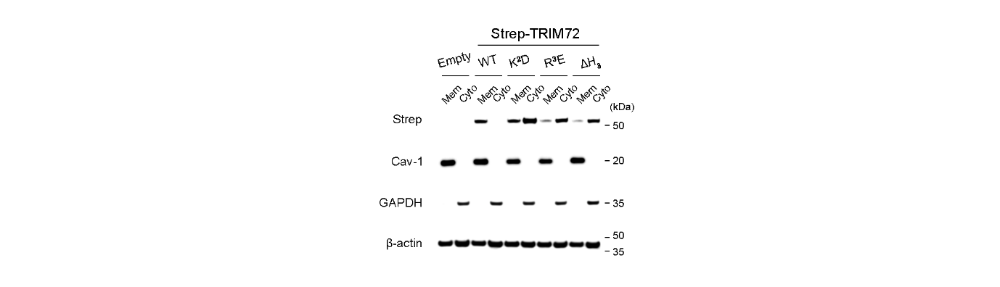 Strep-TRIM72
Empty WT K²D R³E ΔH₃
Mem Cyto Mem Cyto Mem Cyto Mem Cyto Mem Cyto
(kDa)
Strep
50
Cav-1 20
GAPDH 35
50
β-actin
35